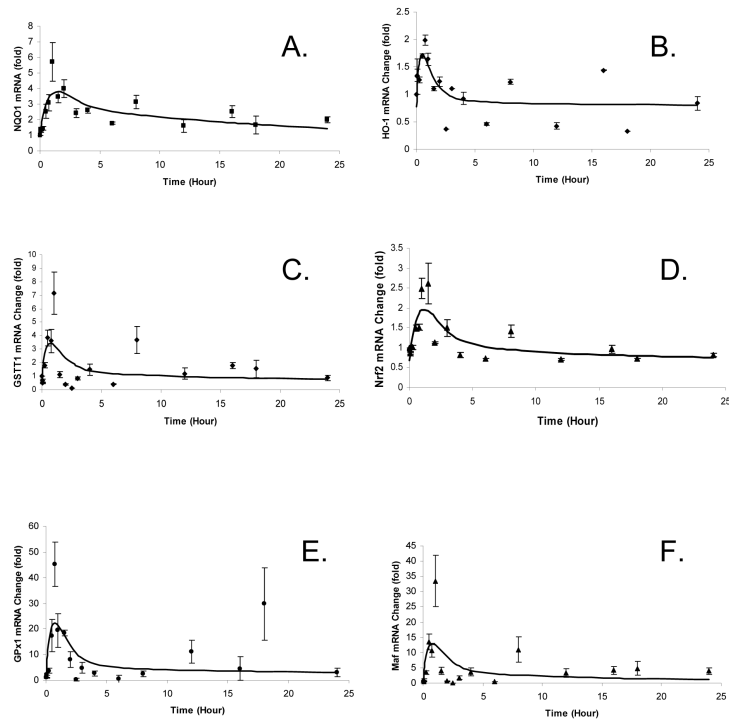 A.
NQO1 mRNA (fold)
8
7
6
5
4
3
2
1
0
0 5 10 15 20 25
Time (Hour)
B.
HO-1 mRNA Change (fold)
2.5
2
1.5
1
0.5
0
0 5 10 15 20 25
Time (Hour)
C.
GSTT1 mRNA Change (fold)
10
9
8
7
6
5
4
3
2
1
0
0 5 10 15 20 25
Time (Hour)
D.
Nrf2 mRNA Change (fold)
3.5
3
2.5
2
1.5
1
0.5
0
0 5 10 15 20 25
Time (Hour)
E.
GPx1 mRNA Change (fold)
60
50
40
30
20
10
0
0 5 10 15 20 25
Time (Hour)
F.
Maf mRNA Change (fold)
45
40
35
30
25
20
15
10
5
0
0 5 10 15 20 25
Time (Hour)